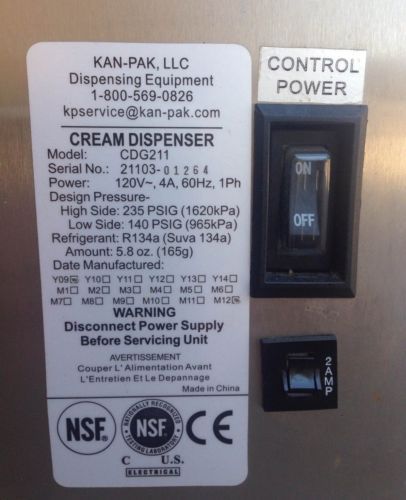 KAN-PAK, LLC
Dispensing Equipment
1-800-569-0826
kpservice@kan-pak.com
CREAM DISPENSER
Model: CDG211
Serial No.: 21103-01264
Power: 120V~, 4A, 60Hz, 1Ph
Design Pressure-
High Side: 235 PSIG (1620kPa)
Low Side: 140 PSIG (965kPa)
Refrigerant: R134a (Suva 134a)
Amount: 5.8 oz. (165g)
Date Manufactured:
Y09☒ Y10☐ Y11☐ Y12☐ Y13☐ Y14☐
M1☐ M2☐ M3☐ M4☐ M5☐ M6☐
M7☐ M8☐ M9☐ M10☐ M11☐ M12☒
WARNING
Disconnect Power Supply
Before Servicing Unit
AVERTISSEMENT
Couper L' Alimentation Avant
L'Entretien Et Le Depannage
Made in China
NSF®
NATIONALLY RECOGNIZED
NSF®
TESTING LABORATORY
CE
C U.S.
ELECTRICAL
CONTROL
POWER
ON
OFF
2 AMP